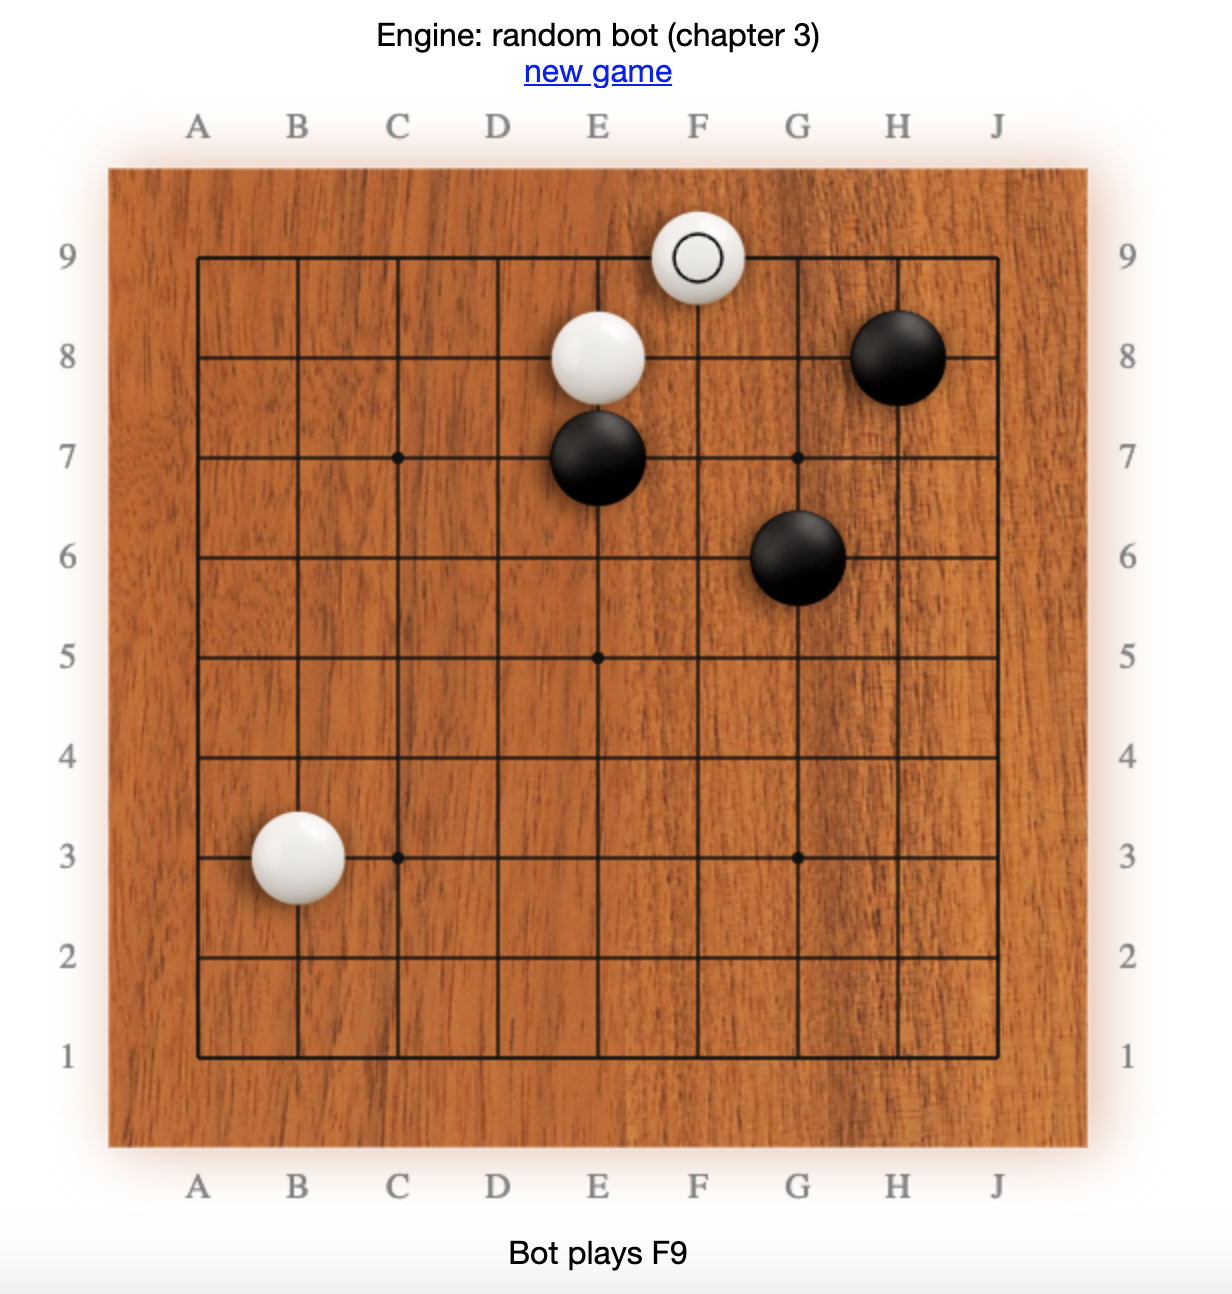 Engine: random bot (chapter 3)
new game
A B C D E F G H J
9 9
8 8
7 7
6 6
5 5
4 4
3 3
2 2
1 1
A B C D E F G H J
Bot plays F9